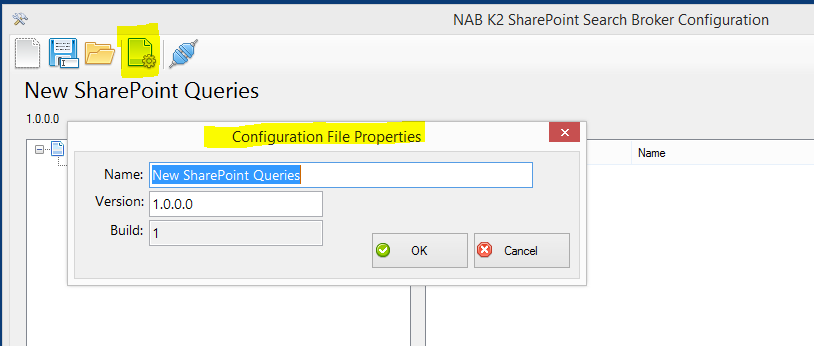 NAB K2 SharePoint Search Broker Configuration
New SharePoint Queries
1.0.0.0
Configuration File Properties
Name
Name: New SharePoint Queries
Version: 1.0.0.0
Build: 1
OK Cancel